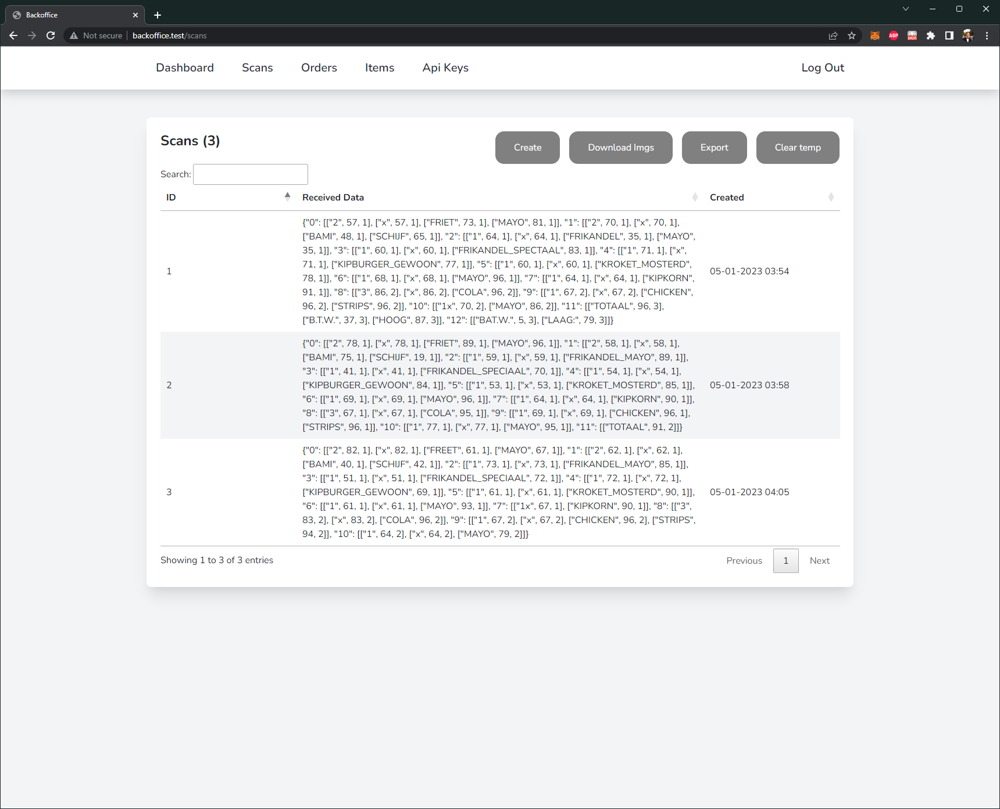 Backoffice
Not secure
backoffice.test/scans
ABP
LOGIN
Dashboard Scans Orders Items Api Keys Log Out
Scans (3)
Create Download Imgs Export Clear temp
Search:
ID Received Data Created
{"0": [["2", 57, 1], ["x", 57, 1], ["FRIET", 73, 1], ["MAYO", 81, 1]], "1": [["2", 70, 1], ["x", 70, 1],
["BAMI", 48, 1], ["SCHIJF", 65, 1]], "2": [["1", 64, 1], ["x", 64, 1], ["FRIKANDEL", 35, 1], ["MAYO",
35, 1]], "3": [["1", 60, 1], ["x", 60, 1], ["FRIKANDEL_SPECTAAL", 83, 1]], "4": [["1", 71, 1], ["x",
71, 1], ["KIPBURGER_GEWOON", 77, 1]], "5": [["1", 60, 1], ["x", 60, 1], ["KROKET_MOSTERD",
1
05-01-2023 03:54
78, 1]], "6": [["1", 68, 1], ["x", 68, 1], ["MAYO", 96, 1]], "7": [["1", 64, 1], ["x", 64, 1], ["KIPKORN",
91, 1]], "8": [["3", 86, 2], ["x", 86, 2], ["COLA", 96, 2]], "9": [["1", 67, 2], ["x", 67, 2], ["CHICKEN",
96, 2], ["STRIPS", 96, 2]], "10": [["1x", 70, 2], ["MAYO", 86, 2]], "11": [["TOTAAL", 96, 3],
["B.T.W.", 37, 3], ["HOOG", 87, 3]], "12": [["BAT.W.", 5, 3], ["LAAG:", 79, 3]]}
{"0": [["2", 78, 1], ["x", 78, 1], ["FRIET", 89, 1], ["MAYO", 96, 1]], "1": [["2", 58, 1], ["x", 58, 1],
["BAMI", 75, 1], ["SCHIJF", 19, 1]], "2": [["1", 59, 1], ["x", 59, 1], ["FRIKANDEL_MAYO", 89, 1]],
"3": [["1", 41, 1], ["x", 41, 1], ["FRIKANDEL_SPECIAAL", 70, 1]], "4": [["1", 54, 1], ["x", 54, 1],
2 ["KIPBURGER_GEWOON", 84, 1]], "5": [["1", 53, 1], ["x", 53, 1], ["KROKET_MOSTERD", 85, 1]], 05-01-2023 03:58
"6": [["1", 69, 1], ["x", 69, 1], ["MAYO", 96, 1]], "7": [["1", 64, 1], ["x", 64, 1], ["KIPKORN", 90, 1]],
"8": [["3", 67, 1], ["x", 67, 1], ["COLA", 95, 1]], "9": [["1", 69, 1], ["x", 69, 1], ["CHICKEN", 96, 1],
["STRIPS", 96, 1]], "10": [["1", 77, 1], ["x", 77, 1], ["MAYO", 95, 1]], "11": [["TOTAAL", 91, 2]]}
{"0": [["2", 82, 1], ["x", 82, 1], ["FREET", 61, 1], ["MAYO", 67, 1]], "1": [["2", 62, 1], ["x", 62, 1],
["BAMI", 40, 1], ["SCHIJF", 42, 1]], "2": [["1", 73, 1], ["x", 73, 1], ["FRIKANDEL_MAYO", 85, 1]],
"3": [["1", 51, 1], ["x", 51, 1], ["FRIKANDEL_SPECIAAL", 72, 1]], "4": [["1", 72, 1], ["x", 72, 1],
3 ["KIPBURGER_GEWOON", 69, 1]], "5": [["1", 61, 1], ["x", 61, 1], ["KROKET_MOSTERD", 90, 1]], 05-01-2023 04:05
"6": [["1", 61, 1], ["x", 61, 1], ["MAYO", 93, 1]], "7": [["1x", 67, 1], ["KIPKORN", 90, 1]], "8": [["3",
83, 2], ["x", 83, 2], ["COLA", 96, 2]], "9": [["1", 67, 2], ["x", 67, 2], ["CHICKEN", 96, 2], ["STRIPS",
94, 2]], "10": [["1", 64, 2], ["x", 64, 2], ["MAYO", 79, 2]]}
Showing 1 to 3 of 3 entries Previous 1 Next